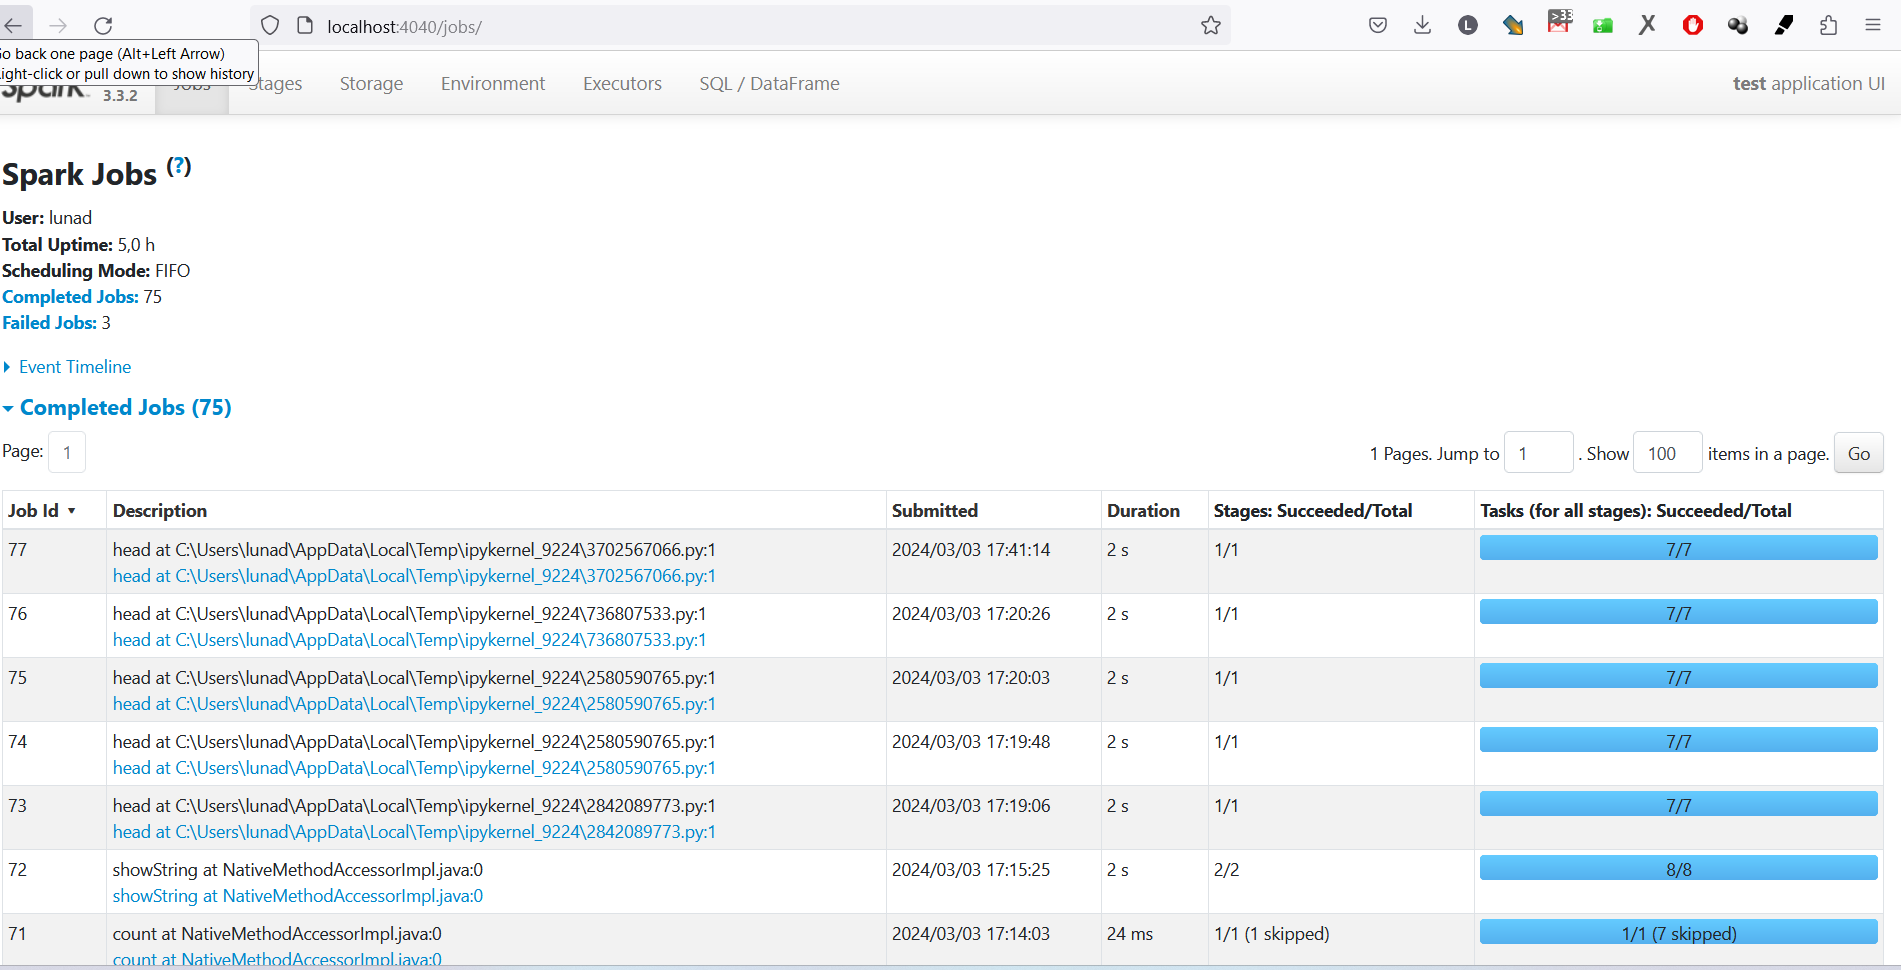 localhost:4040/jobs/
L
>33
X
Go back one page (Alt+Left Arrow)
Right-click or pull down to show history
Spark 3.3.2
Jobs
Stages
Storage
Environment
Executors
SQL / DataFrame
test application UI
Spark Jobs (?)
User: lunad
Total Uptime: 5,0 h
Scheduling Mode: FIFO
Completed Jobs: 75
Failed Jobs: 3
Event Timeline
Completed Jobs (75)
Page: 1
1 Pages. Jump to 1 . Show 100 items in a page. Go
Job Id ▾ Description Submitted Duration Stages: Succeeded/Total Tasks (for all stages): Succeeded/Total
77 head at C:\Users\lunad\AppData\Local\Temp\ipykernel_9224\3702567066.py:1 2024/03/03 17:41:14 2 s 1/1 7/7
head at C:\Users\lunad\AppData\Local\Temp\ipykernel_9224\3702567066.py:1
76 head at C:\Users\lunad\AppData\Local\Temp\ipykernel_9224\736807533.py:1 2024/03/03 17:20:26 2 s 1/1 7/7
head at C:\Users\lunad\AppData\Local\Temp\ipykernel_9224\736807533.py:1
75 head at C:\Users\lunad\AppData\Local\Temp\ipykernel_9224\2580590765.py:1 2024/03/03 17:20:03 2 s 1/1 7/7
head at C:\Users\lunad\AppData\Local\Temp\ipykernel_9224\2580590765.py:1
74 head at C:\Users\lunad\AppData\Local\Temp\ipykernel_9224\2580590765.py:1 2024/03/03 17:19:48 2 s 1/1 7/7
head at C:\Users\lunad\AppData\Local\Temp\ipykernel_9224\2580590765.py:1
73 head at C:\Users\lunad\AppData\Local\Temp\ipykernel_9224\2842089773.py:1 2024/03/03 17:19:06 2 s 1/1 7/7
head at C:\Users\lunad\AppData\Local\Temp\ipykernel_9224\2842089773.py:1
72 showString at NativeMethodAccessorImpl.java:0 2024/03/03 17:15:25 2 s 2/2 8/8
showString at NativeMethodAccessorImpl.java:0
71 count at NativeMethodAccessorImpl.java:0 2024/03/03 17:14:03 24 ms 1/1 (1 skipped) 1/1 (7 skipped)
count at NativeMethodAccessorImpl.java:0